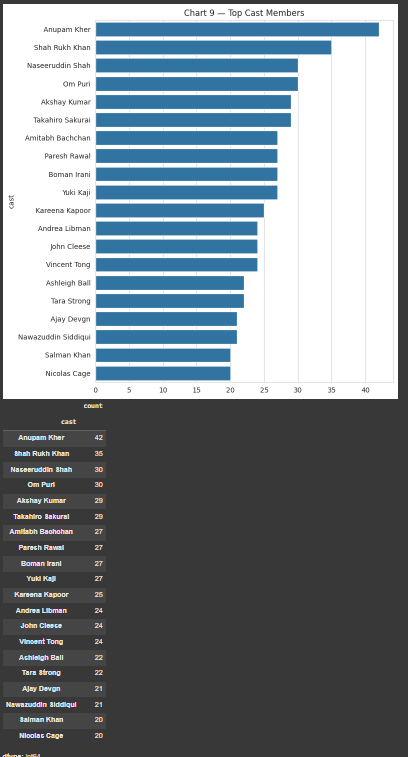 Chart 9 — Top Cast Members
Anupam Kher
Shah Rukh Khan
Naseeruddin Shah
Om Puri
Akshay Kumar
Takahiro Sakurai
Amitabh Bachchan
Paresh Rawal
Boman Irani
Yuki Kaji
Kareena Kapoor
Andrea Libman
John Cleese
Vincent Tong
Ashleigh Ball
Tara Strong
Ajay Devgn
Nawazuddin Siddiqui
Salman Khan
Nicolas Cage
cast
0 5 10 15 20 25 30 35 40
count
cast
Anupam Kher 42
Shah Rukh Khan 35
Naseeruddin Shah 30
Om Puri 30
Akshay Kumar 29
Takahiro Sakurai 29
Amitabh Bachchan 27
Paresh Rawal 27
Boman Irani 27
Yuki Kaji 27
Kareena Kapoor 25
Andrea Libman 24
John Cleese 24
Vincent Tong 24
Ashleigh Ball 22
Tara Strong 22
Ajay Devgn 21
Nawazuddin Siddiqui 21
Salman Khan 20
Nicolas Cage 20
dtype: int64